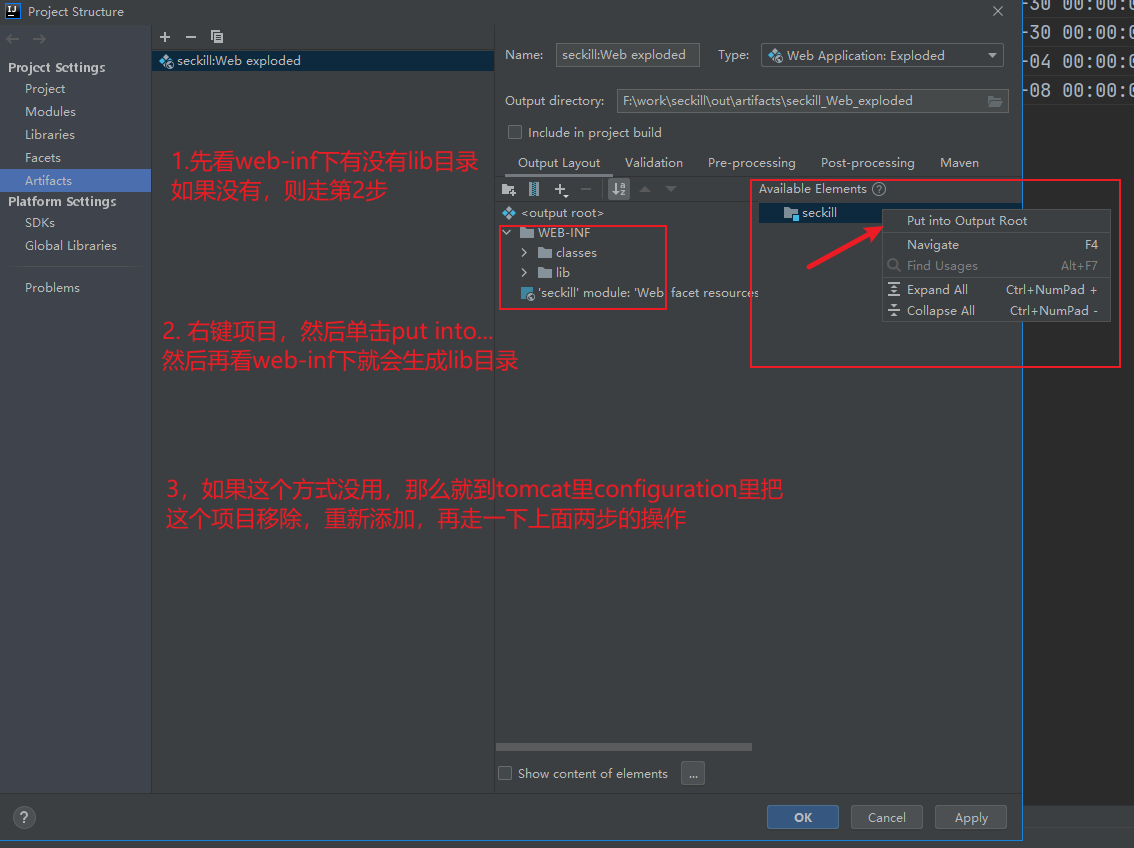 Project Structure
Project Settings
Project
Modules
Libraries
Facets
Artifacts
Platform Settings
SDKs
Global Libraries
Problems
seckill:Web exploded
Name: seckill:Web exploded Type: Web Application: Exploded
Output directory: F:\work\seckill\out\artifacts\seckill_Web_exploded
Include in project build
Output Layout Validation Pre-processing Post-processing Maven
<output root>
WEB-INF
classes
lib
'seckill' module: 'Web' facet resources
Available Elements ?
seckill
Put into Output Root
Navigate F4
Find Usages Alt+F7
Expand All Ctrl+NumPad +
Collapse All Ctrl+NumPad -
1.先看web-inf下有没有lib目录
如果没有，则走第2步
2. 右键项目，然后单击put into...
然后再看web-inf下就会生成lib目录
3，如果这个方式没用，那么就到tomcat里configuration里把
这个项目移除，重新添加，再走一下上面两步的操作
Show content of elements ...
? OK Cancel Apply
-30 00:00:0
-30 00:00:0
-04 00:00:0
-08 00:00:0